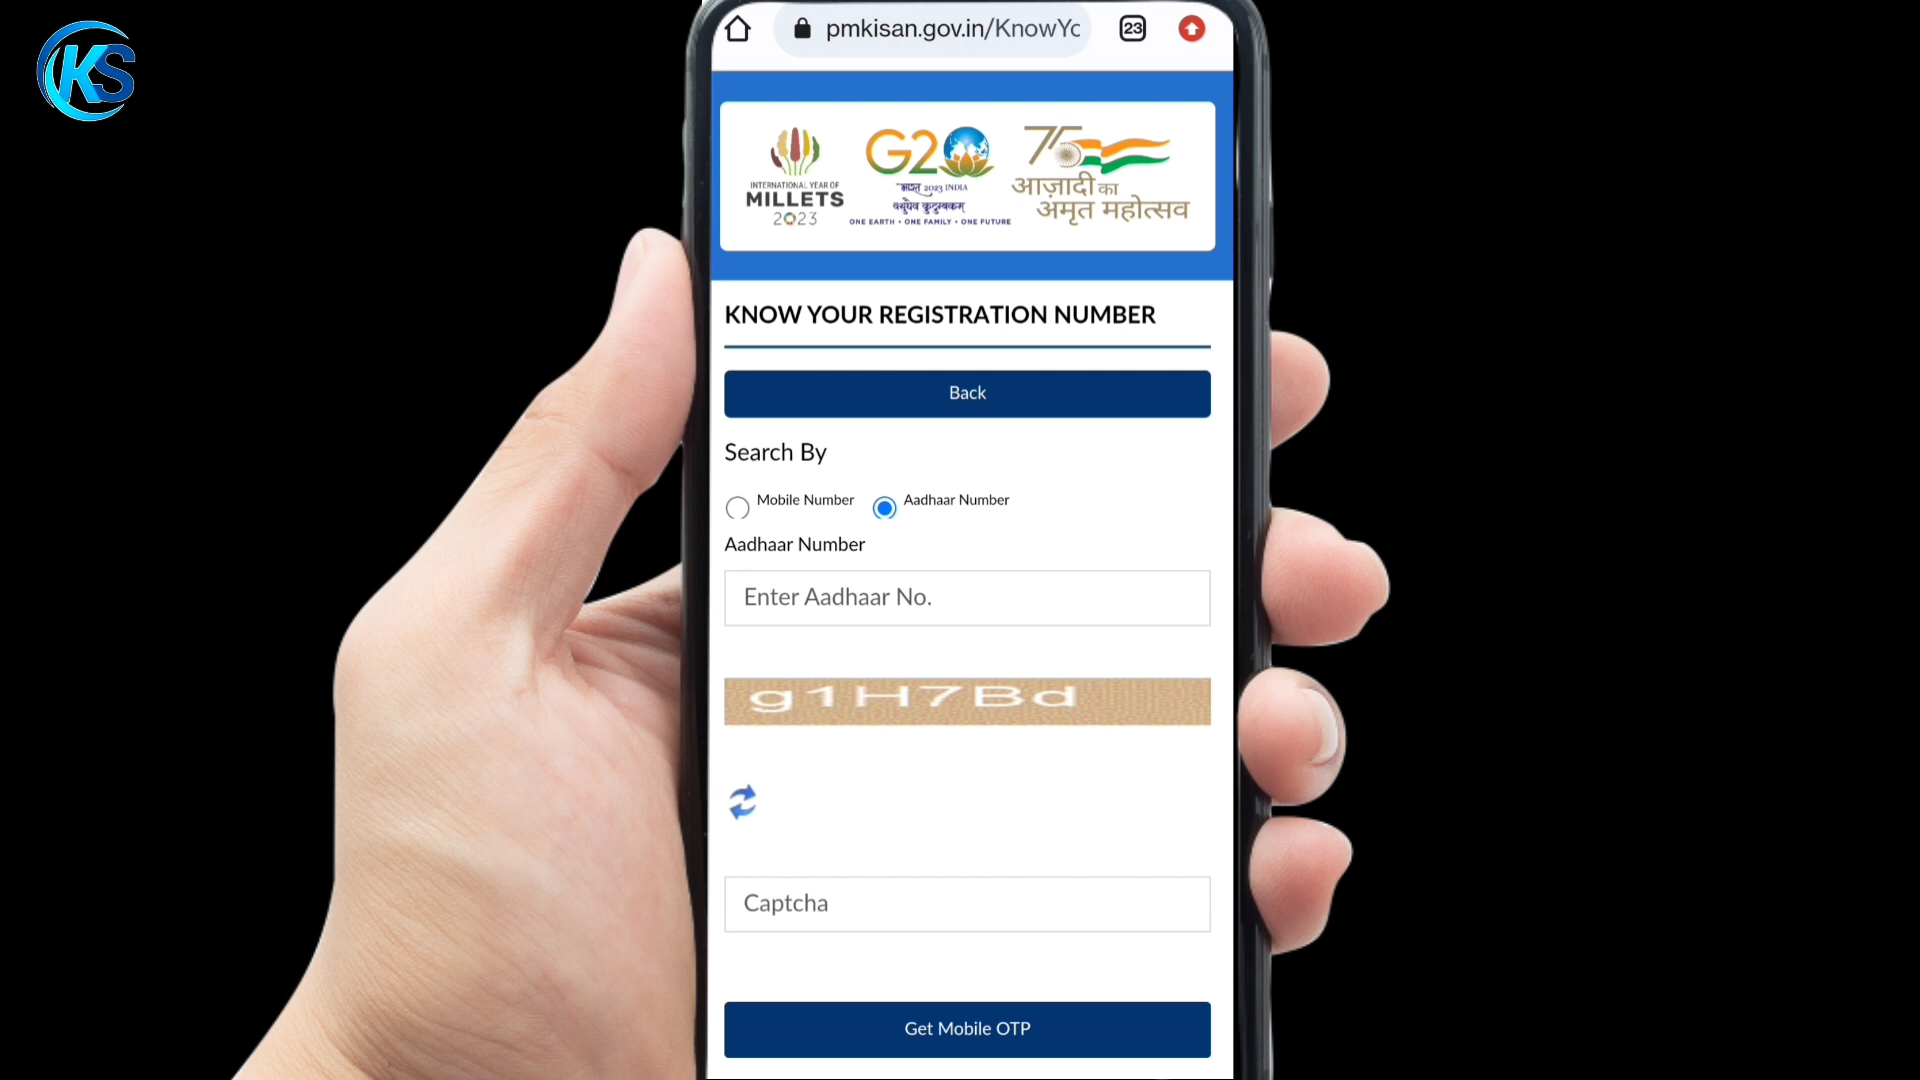 KS
pmkisan.gov.in/KnowYo
23
INTERNATIONAL YEAR OF
MILLETS
2023
G20
भारत 2023 INDIA
वसुधैव कुटुम्बकम्
ONE EARTH • ONE FAMILY • ONE FUTURE
75
आज़ादी का
अमृत महोत्सव
KNOW YOUR REGISTRATION NUMBER
Back
Search By
Mobile Number
Aadhaar Number
Aadhaar Number
Enter Aadhaar No.
g1H7Bd
Captcha
Get Mobile OTP